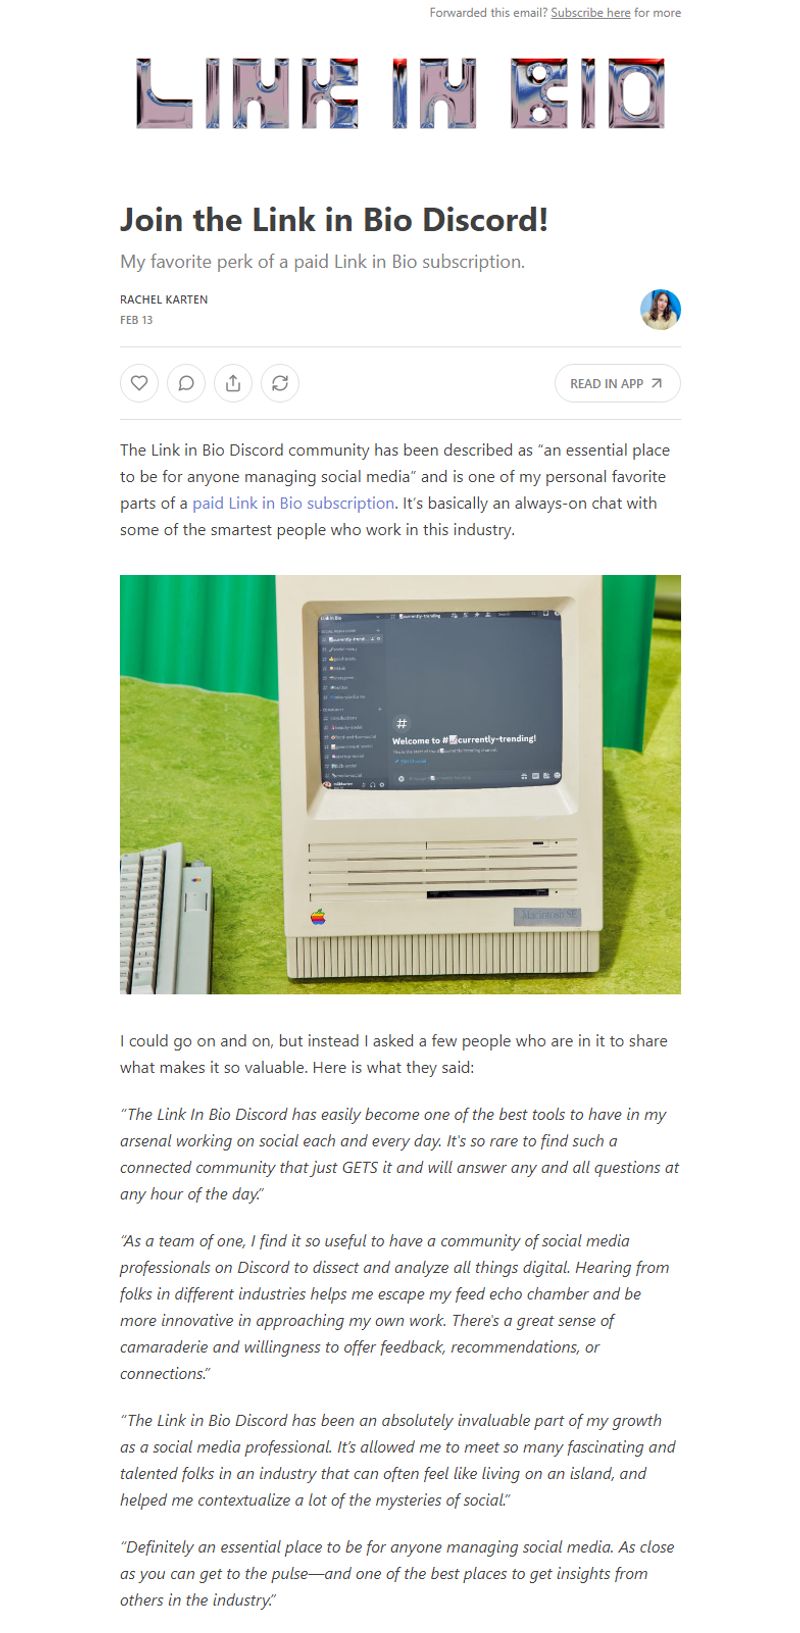 Forwarded this email? Subscribe here for more
LINK IN BIO
Join the Link in Bio Discord!
My favorite perk of a paid Link in Bio subscription.
RACHEL KARTEN
FEB 13
READ IN APP
The Link in Bio Discord community has been described as “an essential place
to be for anyone managing social media” and is one of my personal favorite
parts of a paid Link in Bio subscription. It’s basically an always-on chat with
some of the smartest people who work in this industry.
Link in Bio
#currently-trending
#
Welcome to #currently-trending!
Macintosh SE
I could go on and on, but instead I asked a few people who are in it to share
what makes it so valuable. Here is what they said:
“The Link In Bio Discord has easily become one of the best tools to have in my
arsenal working on social each and every day. It's so rare to find such a
connected community that just GETS it and will answer any and all questions at
any hour of the day.”
“As a team of one, I find it so useful to have a community of social media
professionals on Discord to dissect and analyze all things digital. Hearing from
folks in different industries helps me escape my feed echo chamber and be
more innovative in approaching my own work. There's a great sense of
camaraderie and willingness to offer feedback, recommendations, or
connections.”
“The Link in Bio Discord has been an absolutely invaluable part of my growth
as a social media professional. It’s allowed me to meet so many fascinating and
talented folks in an industry that can often feel like living on an island, and
helped me contextualize a lot of the mysteries of social.”
“Definitely an essential place to be for anyone managing social media. As close
as you can get to the pulse—and one of the best places to get insights from
others in the industry.”